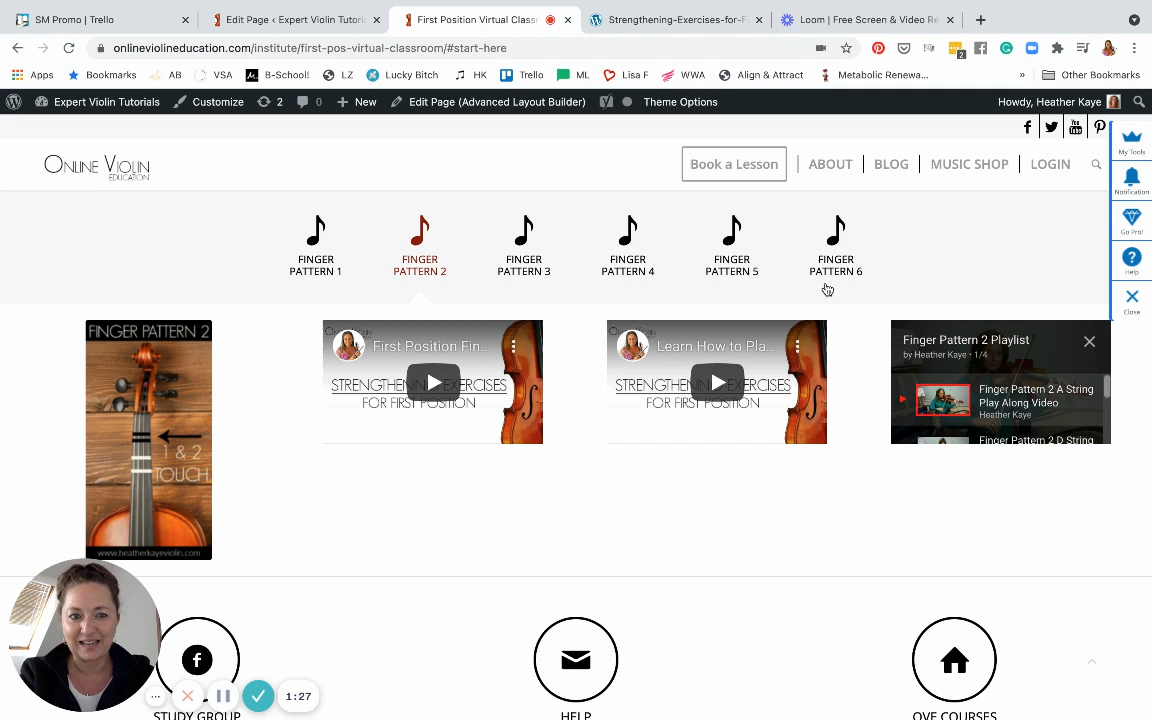 SM Promo | Trello
Edit Page ‹ Expert Violin Tutoria
First Position Virtual Classr
Strengthening-Exercises-for-F
Loom | Free Screen & Video Re
onlineviolineducation.com/institute/first-pos-virtual-classroom/#start-here
2
Apps
Bookmarks
AB
VSA
B-School!
LZ
Lucky Bitch
HK
Trello
ML
Lisa F
WWA
Align & Attract
Metabolic Renewa...
»
Other Bookmarks
Expert Violin Tutorials
Customize
2
0
New
Edit Page (Advanced Layout Builder)
Theme Options
Howdy, Heather Kaye
My Tools
Notification
Go Pro!
Help
Close
ONLINE VIOLIN
EDUCATION
Book a Lesson
ABOUT
BLOG
MUSIC SHOP
LOGIN
FINGER
PATTERN 1
FINGER
PATTERN 2
FINGER
PATTERN 3
FINGER
PATTERN 4
FINGER
PATTERN 5
FINGER
PATTERN 6
FINGER PATTERN 2
1 & 2
TOUCH
www.heatherkayeviolin.com
First Position Fin...
STRENGTHENING EXERCISES
FOR FIRST POSITION
Learn How to Pla...
STRENGTHENING EXERCISES
FOR FIRST POSITION
Finger Pattern 2 Playlist
by Heather Kaye • 1/4
Finger Pattern 2 A String
Play Along Video
Heather Kaye
Finger Pattern 2 D String
1:27
STUDY GROUP
HELP
OVE COURSES